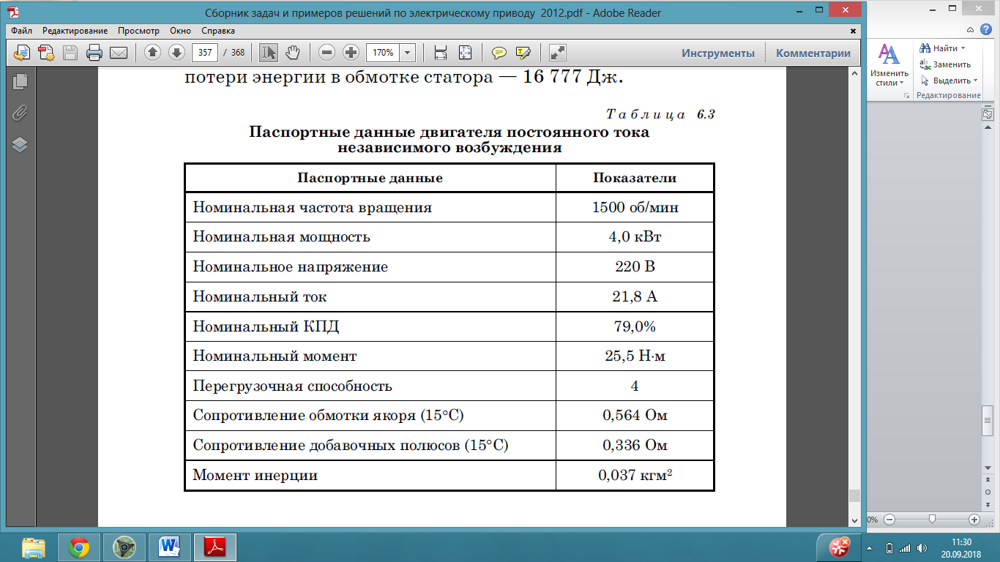 Сборник задач и примеров решений по электрическому приводу 2012.pdf - Adobe Reader
Файл Редактирование Просмотр Окно Справка
357 / 368 170% Инструменты Комментарии
потери энергии в обмотке статора — 16 777 Дж.
Таблица 6.3
Паспортные данные двигателя постоянного тока
независимого возбуждения
Паспортные данные Показатели
Номинальная частота вращения 1500 об/мин
Номинальная мощность 4,0 кВт
Номинальное напряжение 220 В
Номинальный ток 21,8 А
Номинальный КПД 79,0%
Номинальный момент 25,5 Н·м
Перегрузочная способность 4
Сопротивление обмотки якоря (15°C) 0,564 Ом
Сопротивление добавочных полюсов (15°C) 0,336 Ом
Момент инерции 0,037 кгм²
Изменить
стили
Найти
Заменить
Выделить
Редактирование
0%
11:30
20.09.2018